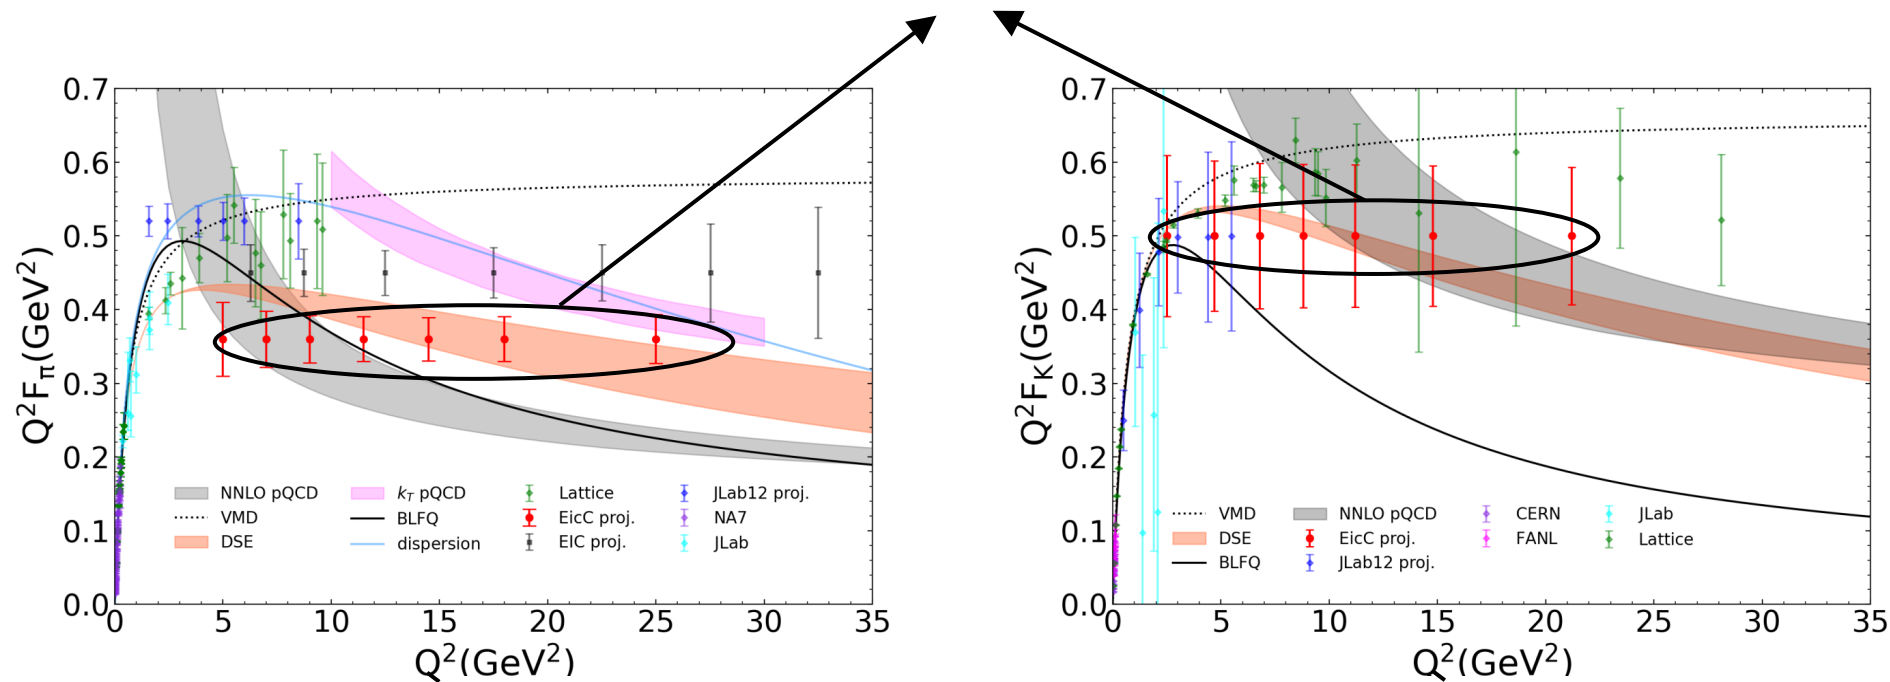 0.7
0.6
0.5
0.4
0.3
0.2
0.1
0.0
Q²Fπ(GeV²)
NNLO pQCD
VMD
DSE
k_T pQCD
BLFQ
dispersion
Lattice
EicC proj.
EIC proj.
JLab12 proj.
NA7
JLab
0 5 10 15 20 25 30 35
Q²(GeV²)
0.7
0.6
0.5
0.4
0.3
0.2
0.1
0.0
Q²F_K(GeV²)
VMD
DSE
BLFQ
NNLO pQCD
EicC proj.
JLab12 proj.
CERN
FANL
JLab
Lattice
0 5 10 15 20 25 30 35
Q²(GeV²)